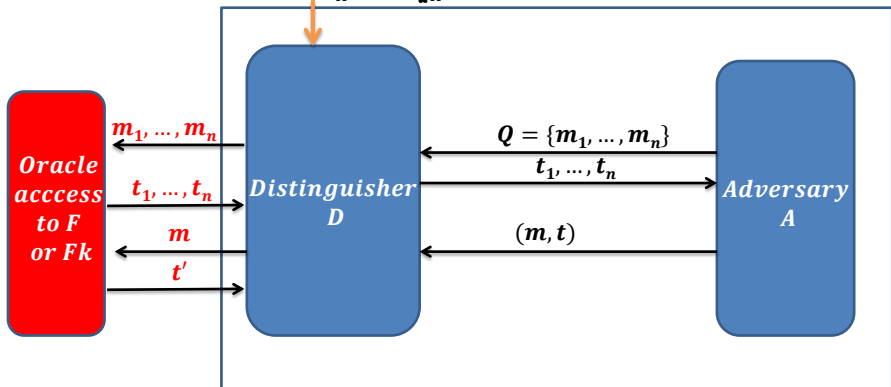 m₁, … , mₙ
Oracle
acccess
to F
or Fk
t₁, … , tₙ
m
t′
Distinguisher
D
Q = {m₁, … , mₙ}
t₁, … , tₙ
(m, t)
Adversary
A